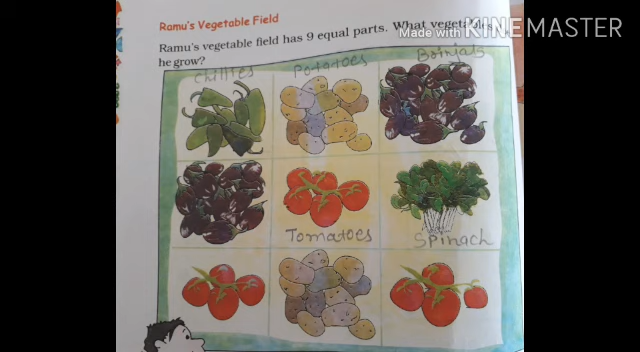 Ramu's Vegetable Field
Ramu's vegetable field has 9 equal parts. What vegetables
he grow?
Made with KINEMASTER
Chillies
Potatoes
Brinjals
Tomatoes
Spinach